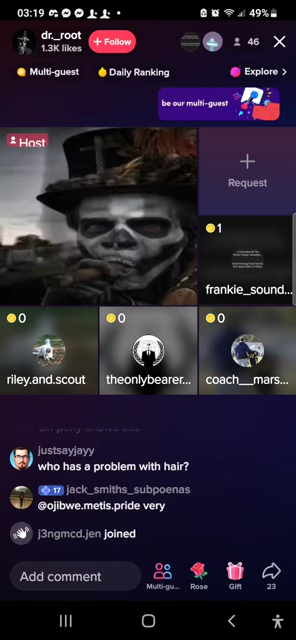 03:19
49%
dr._root
1.3K likes
+ Follow
46
Multi-guest
Daily Ranking
Explore >
be our multi-guest
Host
Request
1
frankie_sound...
0
riley.and.scout
0
theonlybearer...
0
coach__mars...
justsayjayy
who has a problem with hair?
17 jack_smiths_subpoenas
@ojibwe.metis.pride very
j3ngmcd.jen joined
Add comment
Multi-gu...
Rose
Gift
23